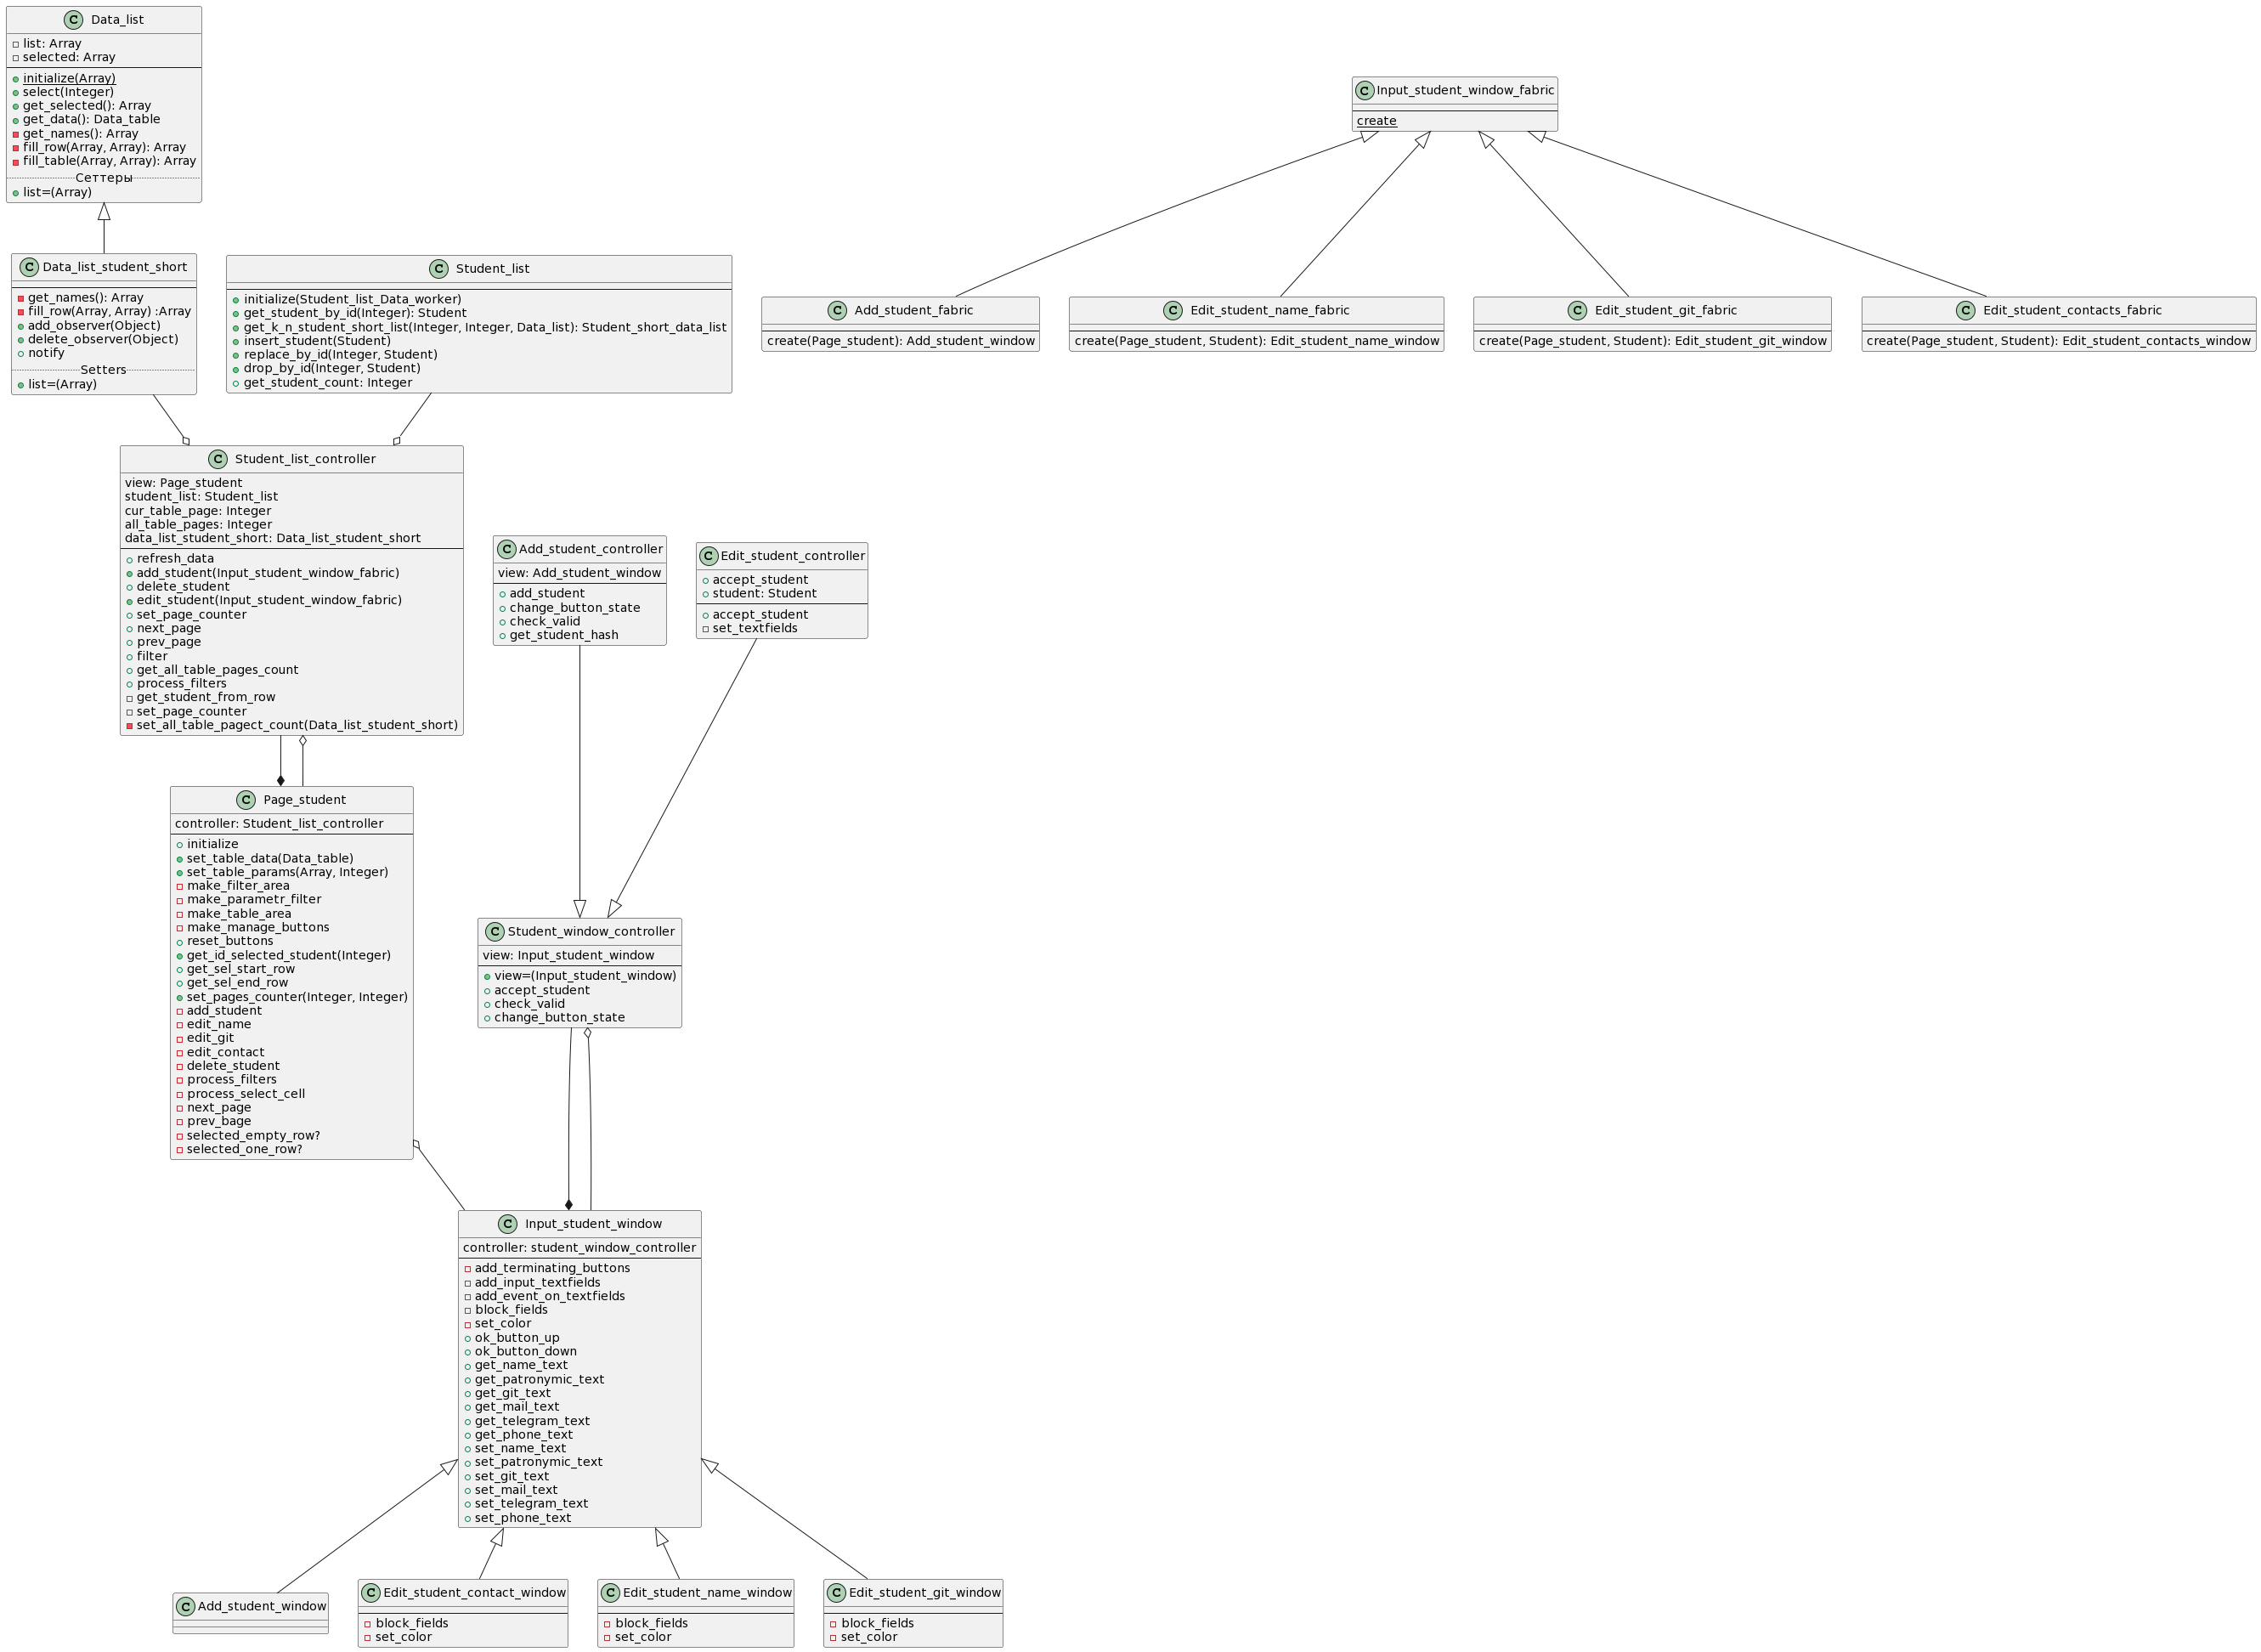 C Data_list
list: Array
selected: Array
initialize(Array)
select(Integer)
get_selected(): Array
get_data(): Data_table
get_names(): Array
fill_row(Array, Array): Array
fill_table(Array, Array): Array
Сеттеры
list=(Array)
C Input_student_window_fabric
create
C Data_list_student_short
get_names(): Array
fill_row(Array, Array) :Array
add_observer(Object)
delete_observer(Object)
notify
Setters
list=(Array)
C Student_list
initialize(Student_list_Data_worker)
get_student_by_id(Integer): Student
get_k_n_student_short_list(Integer, Integer, Data_list): Student_short_data_list
insert_student(Student)
replace_by_id(Integer, Student)
drop_by_id(Integer, Student)
get_student_count: Integer
C Add_student_fabric
create(Page_student): Add_student_window
C Edit_student_name_fabric
create(Page_student, Student): Edit_student_name_window
C Edit_student_git_fabric
create(Page_student, Student): Edit_student_git_window
C Edit_student_contacts_fabric
create(Page_student, Student): Edit_student_contacts_window
C Student_list_controller
view: Page_student
student_list: Student_list
cur_table_page: Integer
all_table_pages: Integer
data_list_student_short: Data_list_student_short
refresh_data
add_student(Input_student_window_fabric)
delete_student
edit_student(Input_student_window_fabric)
set_page_counter
next_page
prev_page
filter
get_all_table_pages_count
process_filters
get_student_from_row
set_page_counter
set_all_table_pagect_count(Data_list_student_short)
C Add_student_controller
view: Add_student_window
add_student
change_button_state
check_valid
get_student_hash
C Edit_student_controller
accept_student
student: Student
accept_student
set_textfields
C Page_student
controller: Student_list_controller
initialize
set_table_data(Data_table)
set_table_params(Array, Integer)
make_filter_area
make_parametr_filter
make_table_area
make_manage_buttons
reset_buttons
get_id_selected_student(Integer)
get_sel_start_row
get_sel_end_row
set_pages_counter(Integer, Integer)
add_student
edit_name
edit_git
edit_contact
delete_student
process_filters
process_select_cell
next_page
prev_bage
selected_empty_row?
selected_one_row?
C Student_window_controller
view: Input_student_window
view=(Input_student_window)
accept_student
check_valid
change_button_state
C Input_student_window
controller: student_window_controller
add_terminating_buttons
add_input_textfields
add_event_on_textfields
block_fields
set_color
ok_button_up
ok_button_down
get_name_text
get_patronymic_text
get_git_text
get_mail_text
get_telegram_text
get_phone_text
set_name_text
set_patronymic_text
set_git_text
set_mail_text
set_telegram_text
set_phone_text
C Add_student_window
C Edit_student_contact_window
block_fields
set_color
C Edit_student_name_window
block_fields
set_color
C Edit_student_git_window
block_fields
set_color